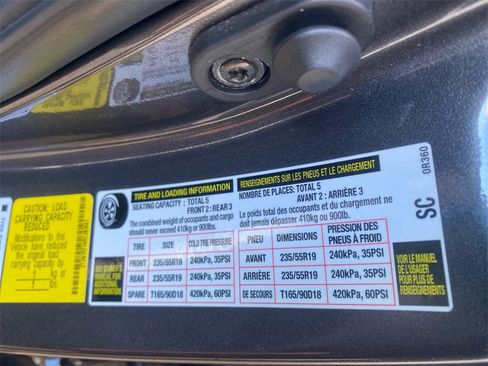 CAUTION: LOAD
CARRYING CAPACITY
REDUCED
Modifications to this
Vehicle have reduced
the original load
carrying capacity by
kg or
lbs
TIRE AND LOADING INFORMATION
SEATING CAPACITY : TOTAL 5
FRONT 2 : REAR 3
The combined weight of occupants and cargo
should never exceed 410kg or 900lbs.
RENSEIGNEMENTS SUR LES PNEUS ET LE CHARGEMENT
NOMBRE DE PLACES: TOTAL 5
AVANT 2 : ARRIÈRE 3
Le poids total des occupants et du chargement ne
doit jamais dépasser 410kg ou 900lb.
SEE OWNER'S
MANUAL FOR
ADDITIONAL
INFORMATION
TIRE SIZE COLD TIRE PRESSURE
FRONT 235/55R19 240kPa, 35PSI
REAR 235/55R19 240kPa, 35PSI
SPARE T165/90D18 420kPa, 60PSI
PNEU DIMENSIONS PRESSION DES
PNEUS À FROID
AVANT 235/55R19 240kPa, 35PSI
ARRIÈRE 235/55R19 240kPa, 35PSI
DE SECOURS T165/90D18 420kPa, 60PSI
VOIR LE MANUEL
DE L'USAGER
POUR PLUS DE
RENSEIGNEMENTS
SC
0R360